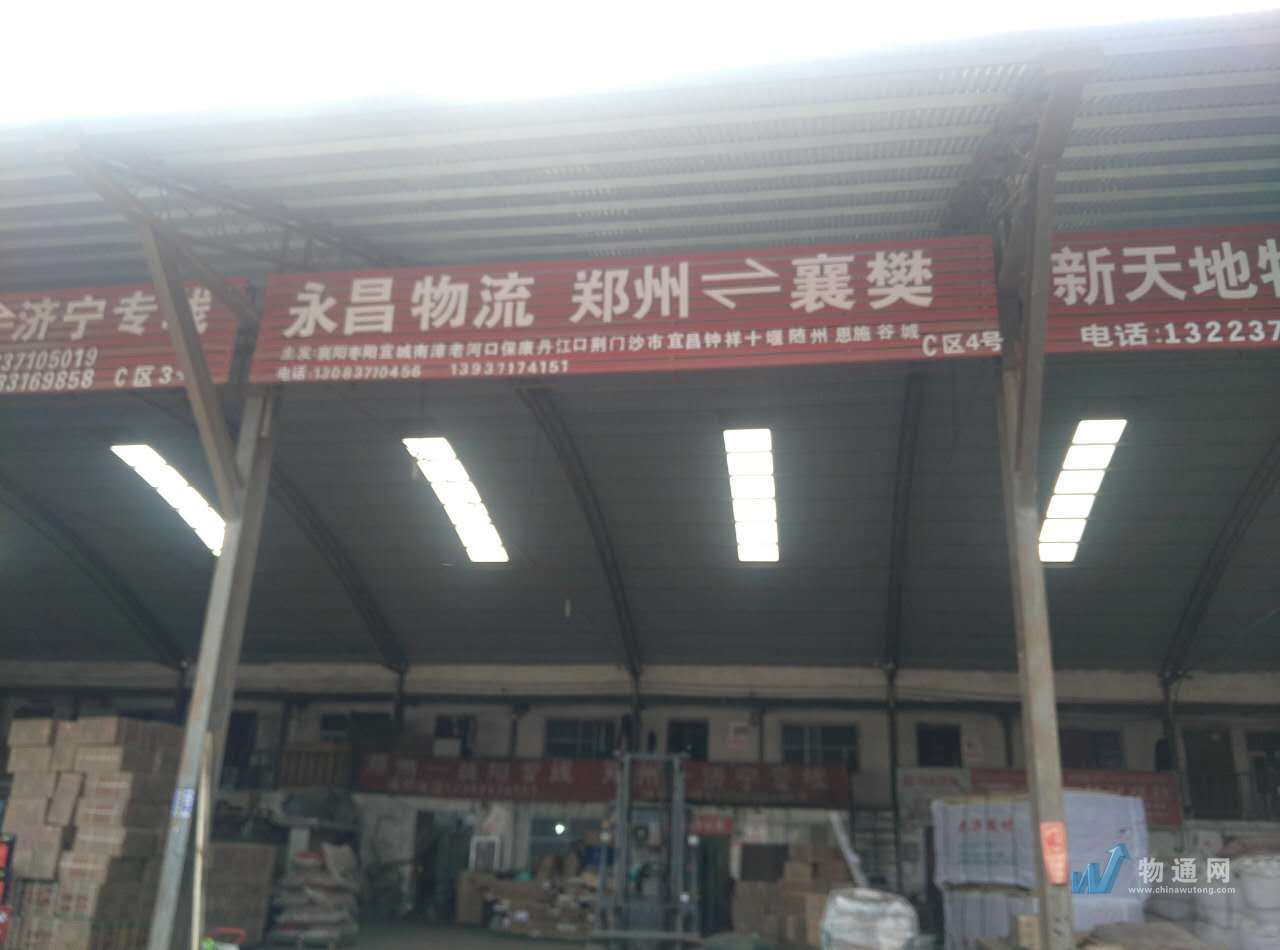 济宁专线
37105019
83169858 C区3
永昌物流 郑州⇌襄樊
主发:襄阳枣阳宜城南漳老河口保康丹江口荆门沙市宜昌钟祥十堰随州恩施谷城
电话:13083710456 13937174151
C区4号
新天地物
电话:132237
物通网
www.chinawutong.com